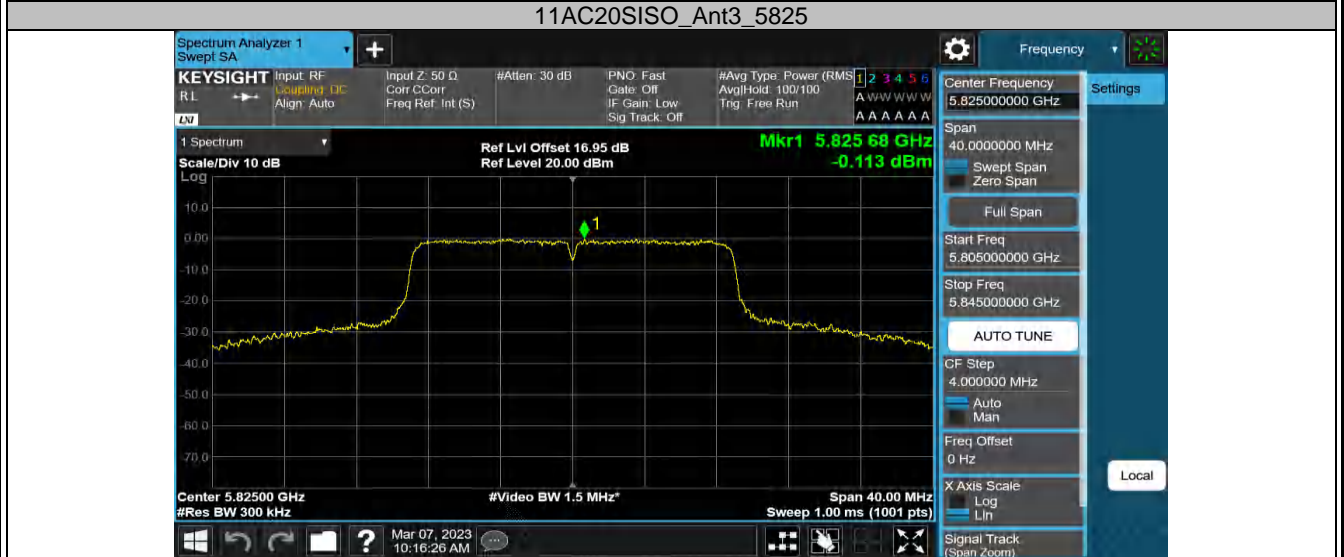 11AC20SISO_Ant3_5825
Spectrum Analyzer 1
Swept SA
Frequency
KEYSIGHT
RL
LXI
Input: RF
Coupling: DC
Align: Auto
Input Z: 50 Ω
Corr CCorr
Freq Ref: Int (S)
#Atten: 30 dB
PNO: Fast
Gate: Off
IF Gain: Low
Sig Track: Off
#Avg Type: Power (RMS
Avg|Hold: 100/100
Trig: Free Run
1 2 3 4 5 6
A W W W W W
A A A A A A
1 Spectrum
Scale/Div 10 dB
Log
Ref Lvl Offset 16.95 dB
Ref Level 20.00 dBm
Mkr1 5.825 68 GHz
-0.113 dBm
10.0
0.00
-10.0
-20.0
-30.0
-40.0
-50.0
-60.0
-70.0
1
Center 5.82500 GHz
#Res BW 300 kHz
#Video BW 1.5 MHz*
Span 40.00 MHz
Sweep 1.00 ms (1001 pts)
Mar 07, 2023
10:16:26 AM
Center Frequency
5.825000000 GHz
Span
40.0000000 MHz
Swept Span
Zero Span
Full Span
Start Freq
5.805000000 GHz
Stop Freq
5.845000000 GHz
AUTO TUNE
CF Step
4.000000 MHz
Auto
Man
Freq Offset
0 Hz
X Axis Scale
Log
Lin
Signal Track
(Span Zoom)
Settings
Local